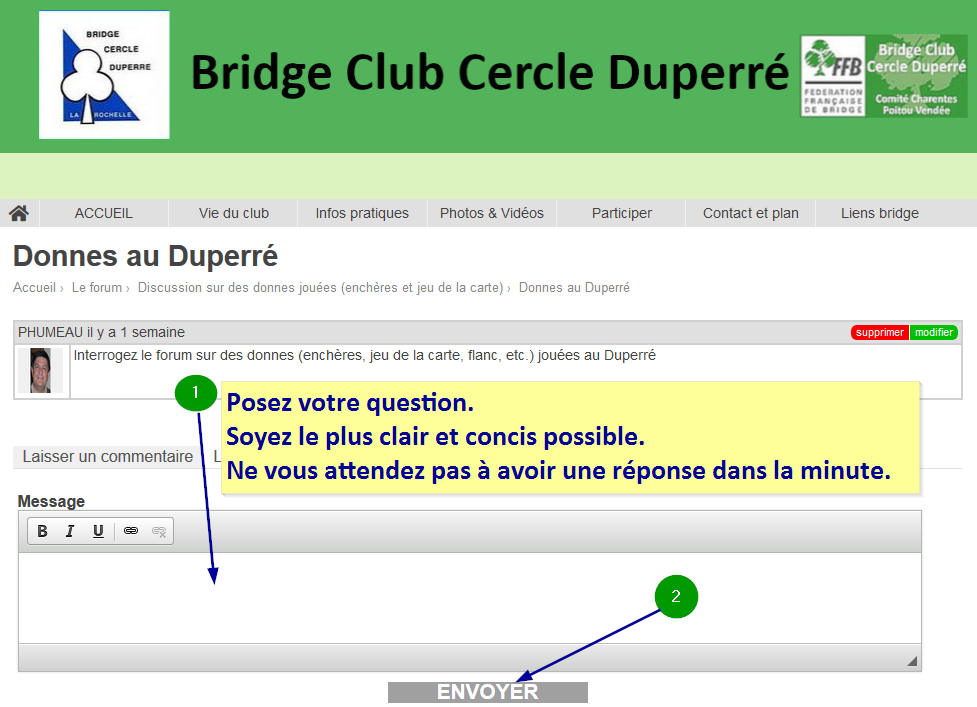 BRIDGE
CERCLE
DUPERRE
LA ROCHELLE
Bridge Club Cercle Duperré
FFB
FEDERATION
FRANÇAISE
DE BRIDGE
Bridge Club
Cercle Duperré
Comité Charentes
Poitou Vendée
ACCUEIL Vie du club Infos pratiques Photos & Vidéos Participer Contact et plan Liens bridge
Donnes au Duperré
Accueil › Le forum › Discussion sur des donnes jouées (enchères et jeu de la carte) › Donnes au Duperré
PHUMEAU il y a 1 semaine supprimer modifier
Interrogez le forum sur des donnes (enchères, jeu de la carte, flanc, etc.) jouées au Duperré
1
Posez votre question.
Soyez le plus clair et concis possible.
Ne vous attendez pas à avoir une réponse dans la minute.
Laisser un commentaire
Message
B I U
2
ENVOYER